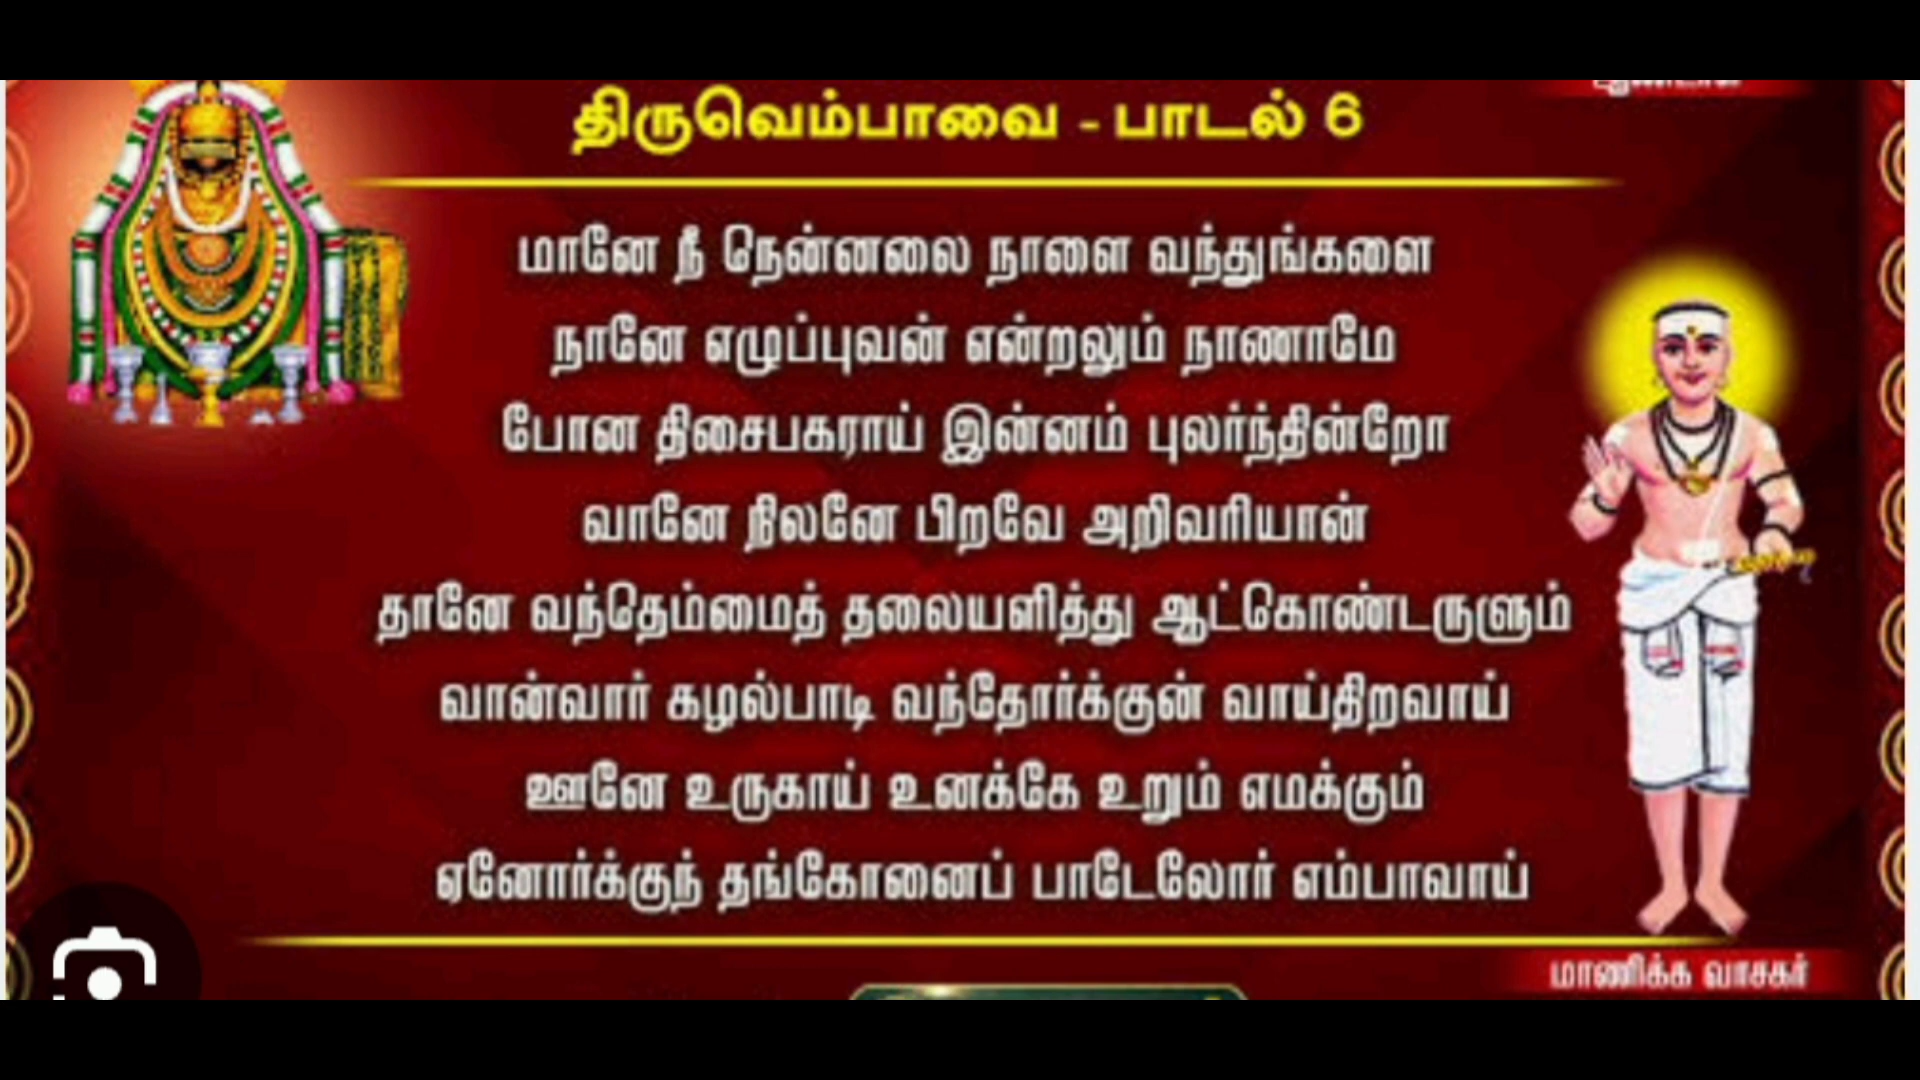 திருவெம்பாவை - பாடல் 6
மானே நீ நென்னலை நாளை வந்துங்களை
நானே எழுப்புவன் என்றலும் நாணாமே
போன திசைபகராய் இன்னம் புலர்ந்தின்றோ
வானே நிலனே பிறவே அறிவரியான்
தானே வந்தெம்மைத் தலையளித்து ஆட்கொண்டருளும்
வான்வார் கழல்பாடி வந்தோர்க்குன் வாய்திறவாய்
ஊனே உருகாய் உனக்கே உறும் எமக்கும்
ஏனோர்க்குந் தங்கோனைப் பாடேலோர் எம்பாவாய்
மாணிக்க வாசகர்